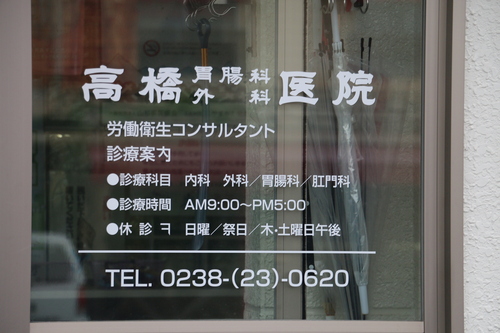 高橋胃腸科外科医院
労働衛生コンサルタント
診療案内
●診療科目 内科 外科／胃腸科／肛門科
●診療時間 AM9:00～PM5:00
●休診ヲ 日曜／祭日／木・土曜日午後
TEL. 0238-(23)-0620